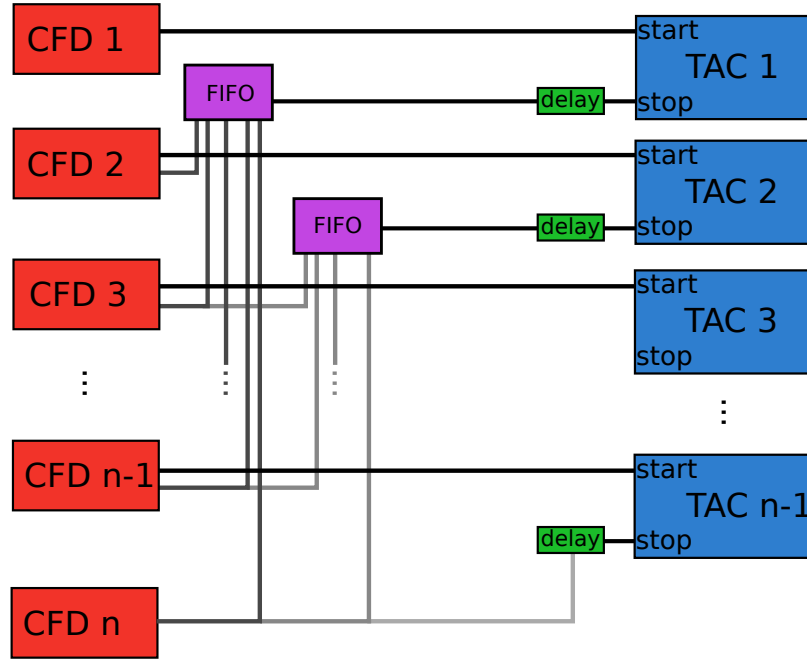 CFD 1
start
TAC 1
FIFO
delay
stop
CFD 2
start
TAC 2
FIFO
delay
stop
CFD 3
start
TAC 3
stop
...
...
...
...
CFD n-1
start
TAC n-1
delay
stop
CFD n